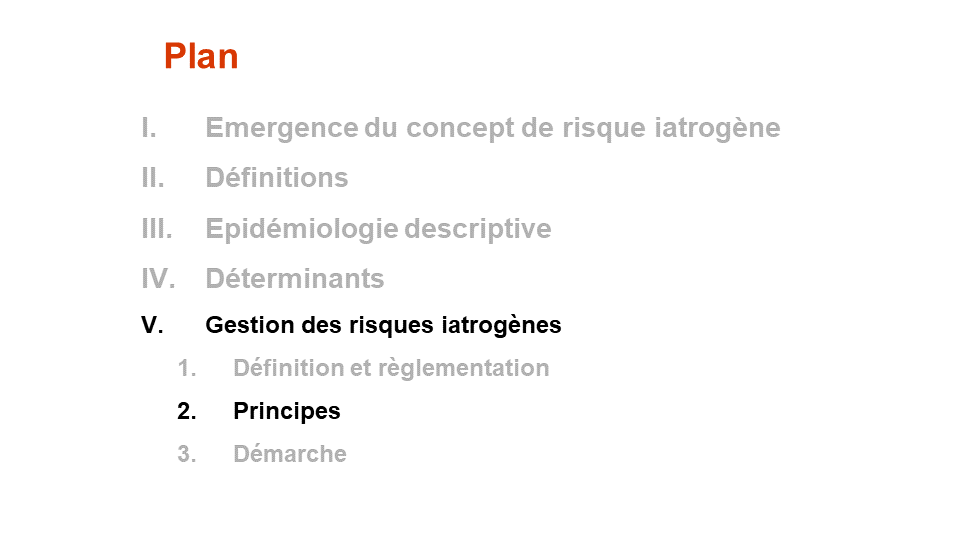 Plan
I. Emergence du concept de risque iatrogène
II. Définitions
III. Epidémiologie descriptive
IV. Déterminants
V. Gestion des risques iatrogènes
1. Définition et règlementation
2. Principes
3. Démarche